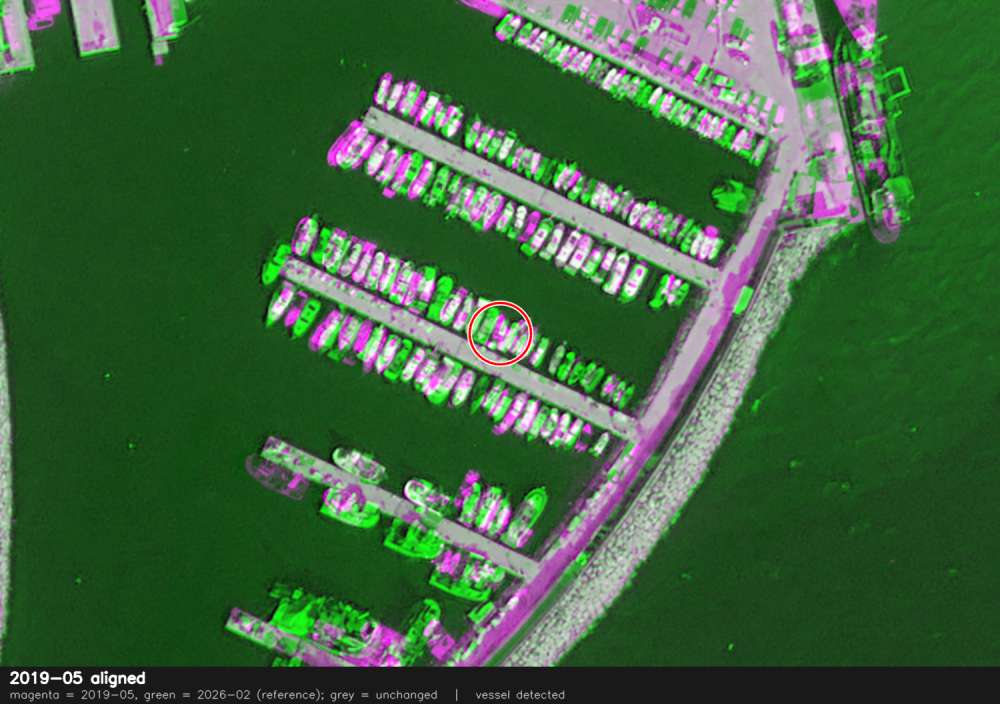 2019-05 aligned
magenta = 2019-05, green = 2026-02 (reference); grey = unchanged | vessel detected